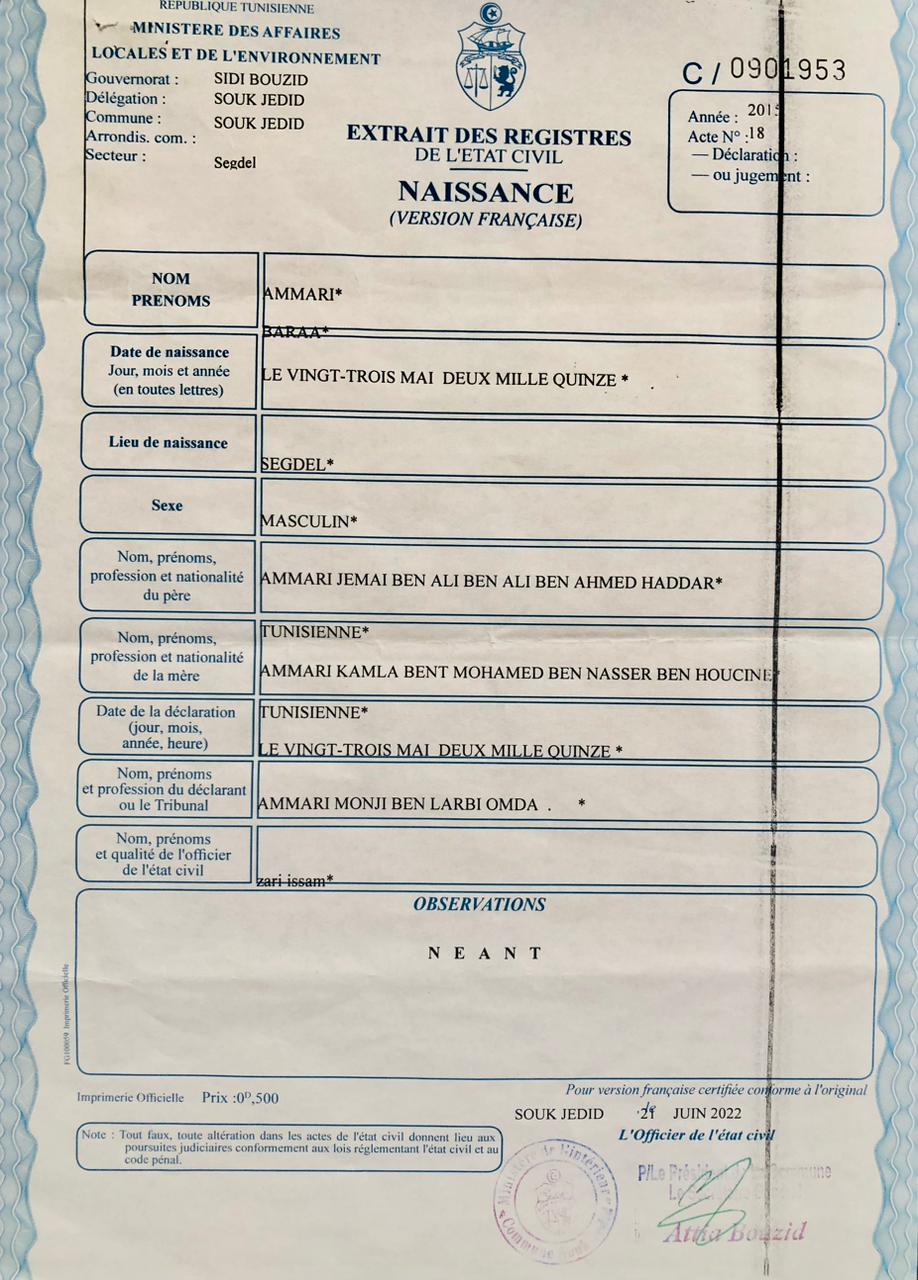 REPUBLIQUE TUNISIENNE
MINISTERE DES AFFAIRES
LOCALES ET DE L'ENVIRONNEMENT
Gouvernorat : SIDI BOUZID
Délégation : SOUK JEDID
Commune : SOUK JEDID
Arrondis. com. :
Secteur : Segdel
EXTRAIT DES REGISTRES
DE L'ETAT CIVIL
NAISSANCE
(VERSION FRANÇAISE)
C / 0901953
Année : 2015
Acte N° :18
— Déclaration :
— ou jugement :
NOM
PRENOMS
AMMARI*
BARAA*
Date de naissance
Jour, mois et année
(en toutes lettres)
LE VINGT-TROIS MAI DEUX MILLE QUINZE *
Lieu de naissance
SEGDEL*
Sexe
MASCULIN*
Nom, prénoms,
profession et nationalité
du père
AMMARI JEMAI BEN ALI BEN ALI BEN AHMED HADDAR*
TUNISIENNE*
Nom, prénoms,
profession et nationalité
de la mère
AMMARI KAMLA BENT MOHAMED BEN NASSER BEN HOUCINE*
TUNISIENNE*
Date de la déclaration
(jour, mois,
année, heure)
LE VINGT-TROIS MAI DEUX MILLE QUINZE *
Nom, prénoms
et profession du déclarant
ou le Tribunal
AMMARI MONJI BEN LARBI OMDA . *
Nom, prénoms
et qualité de l'officier
de l'état civil
zari issam*
OBSERVATIONS
N E A N T
FG100059 Imprimerie Officielle
Imprimerie Officielle Prix :0ᴰ,500
Pour version française certifiée conforme à l'original
SOUK JEDID 21 JUIN 2022
L'Officier de l'état civil
Note : Tout faux, toute altération dans les actes de l'état civil donnent lieu aux
poursuites judiciaires conformement aux lois réglementant l'état civil et au
code pénal.
Ministère de l'intérieur
Commune
P/Le Président Commune
Attia Bouzid